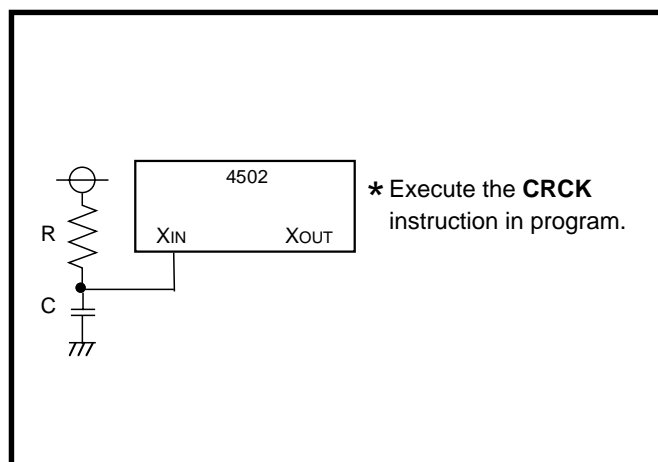 4502
* Execute the CRCK
instruction in program.
R
XIN
XOUT
C